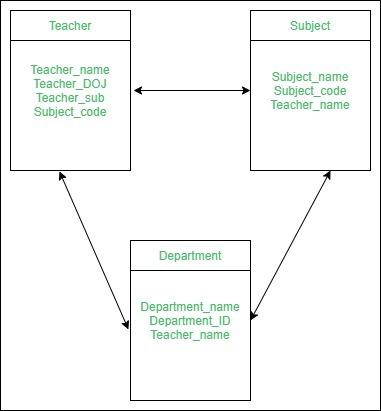 Teacher
Teacher_name
Teacher_DOJ
Teacher_sub
Subject_code
Subject
Subject_name
Subject_code
Teacher_name
Department
Department_name
Department_ID
Teacher_name